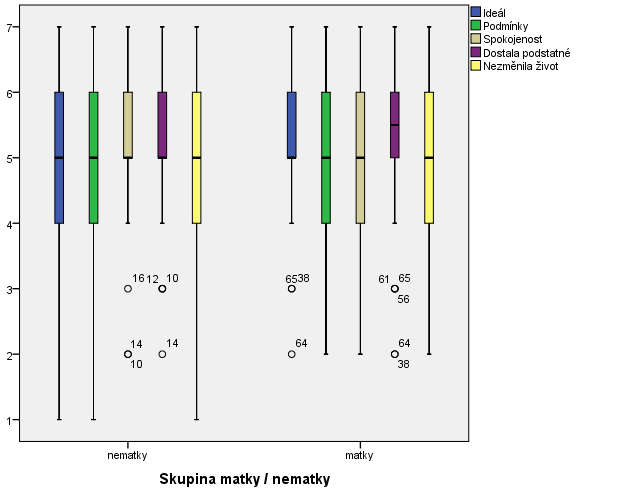 7
6
5
4
3
2
1
Ideál
Podmínky
Spokojenost
Dostala podstatné
Nezměnila život
16 12 10
14 14
10
65 38 61 65
56
64 64
38
nematky matky
Skupina matky / nematky